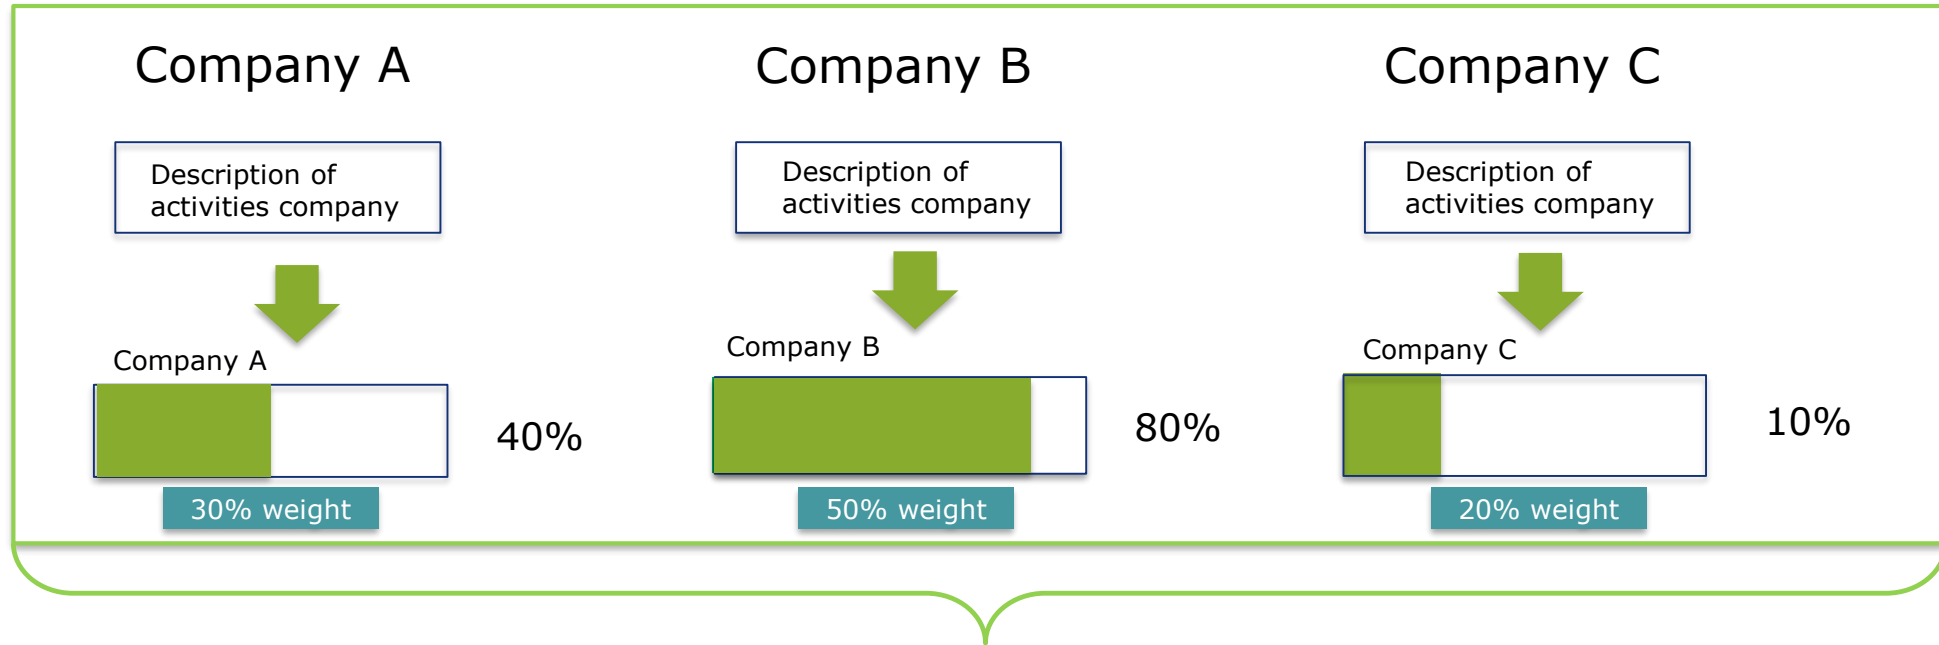 Company A
Description of
activities company
Company A
40%
30% weight
Company B
Description of
activities company
Company B
80%
50% weight
Company C
Description of
activities company
Company C
10%
20% weight